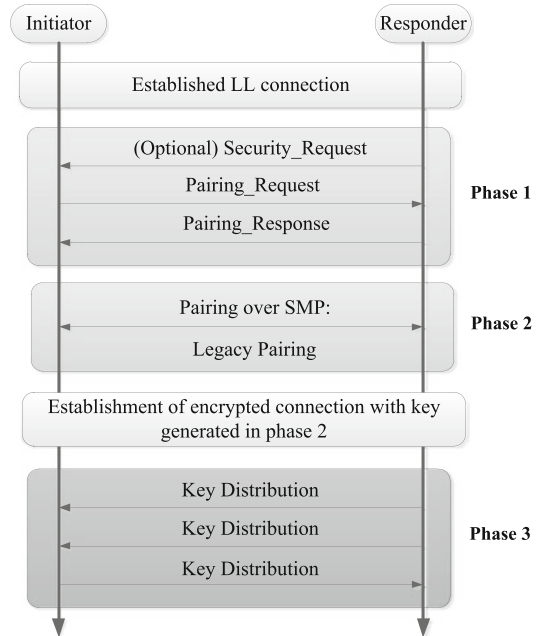 Initiator
Responder
Established LL connection
(Optional) Security_Request
Pairing_Request
Phase 1
Pairing_Response
Pairing over SMP:
Phase 2
Legacy Pairing
Establishment of encrypted connection with key
generated in phase 2
Key Distribution
Key Distribution
Phase 3
Key Distribution